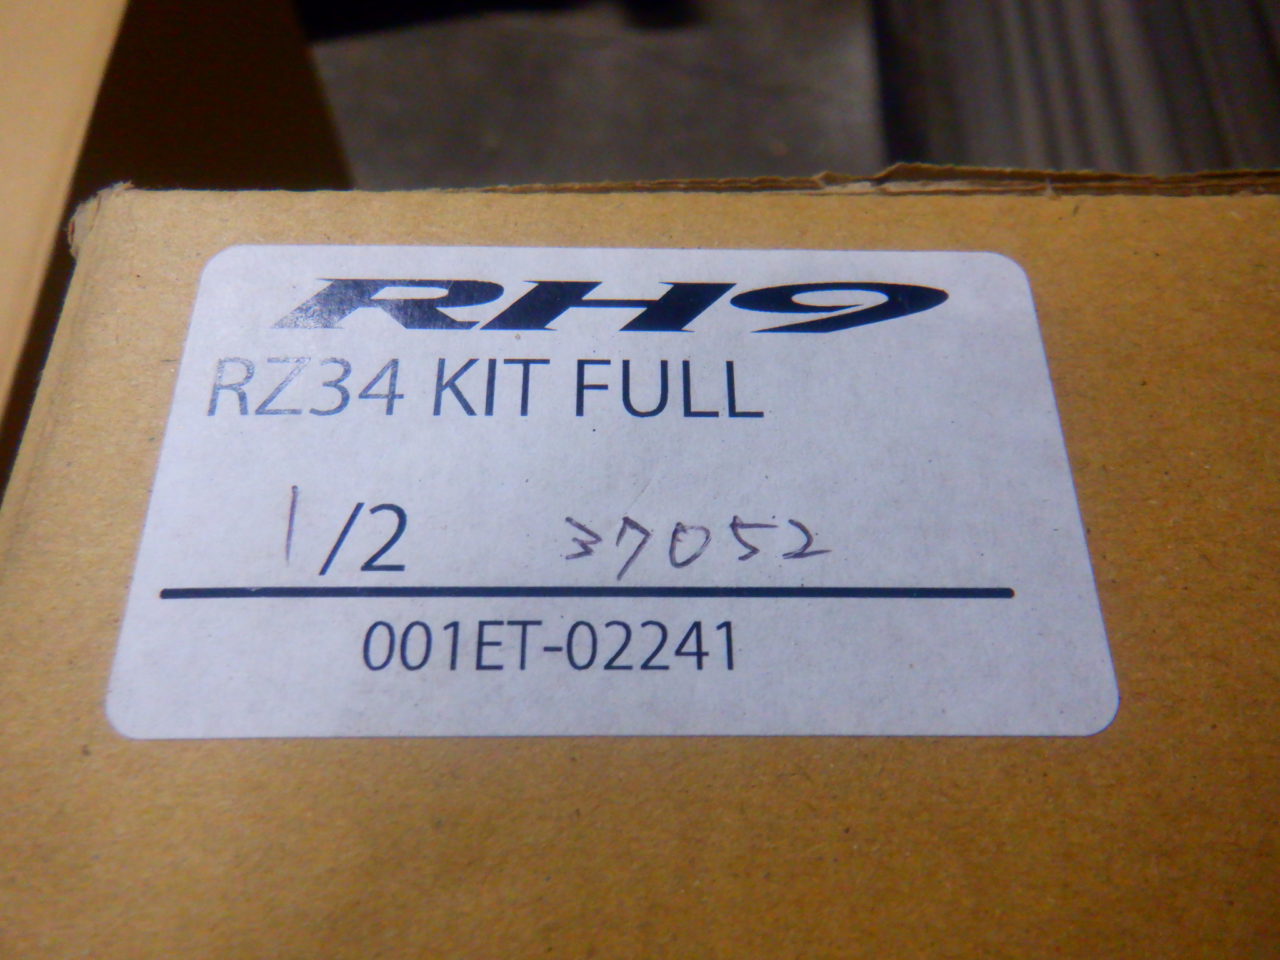 RH9
RZ34 KIT FULL
1/2 37052
001ET-02241